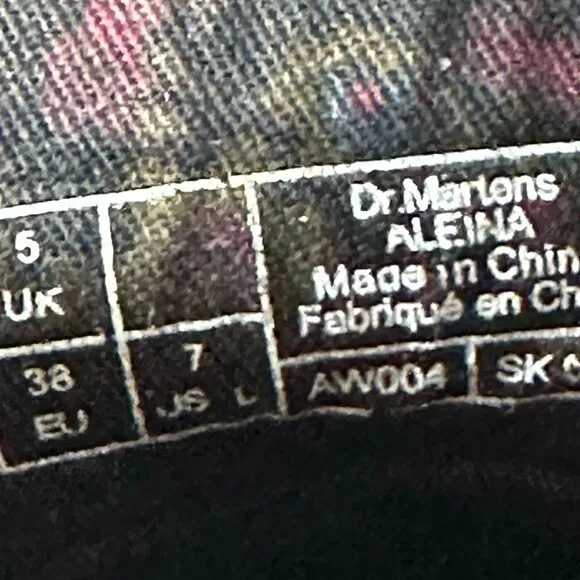 5
UK
38
EU
7
US L
Dr.Martens
ALEINA
Made in Chin
Fabriqué en Ch
AW004
SK